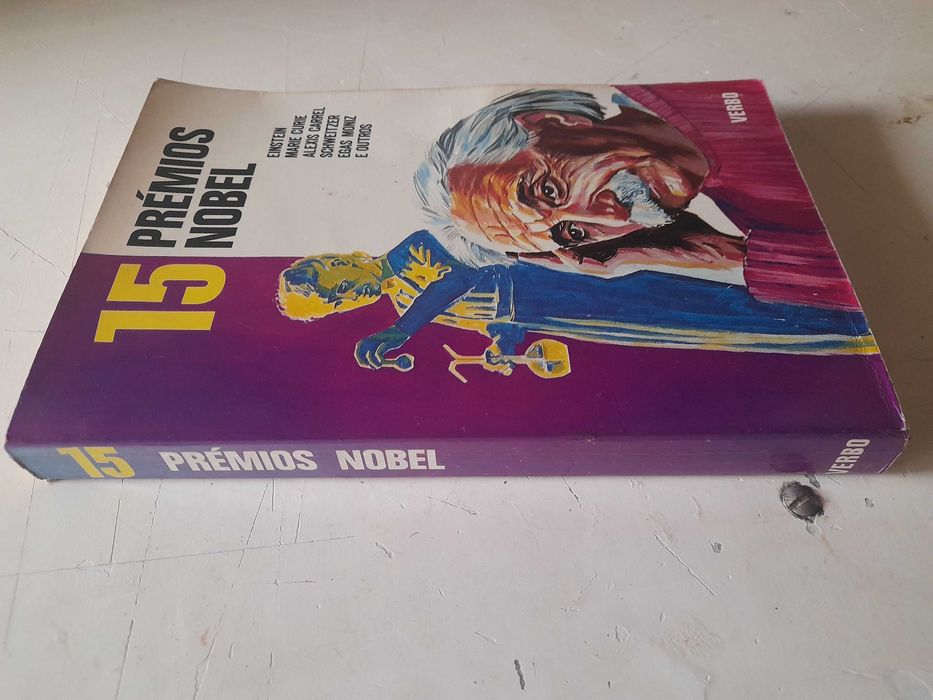 15
PRÉMIOS
NOBEL
EINSTEIN
MARIE CURIE
ALEXIS CARREL
SCHWEITZER
EGAS MONIZ
E OUTROS
VERBO
15 PRÉMIOS NOBEL
VERBO